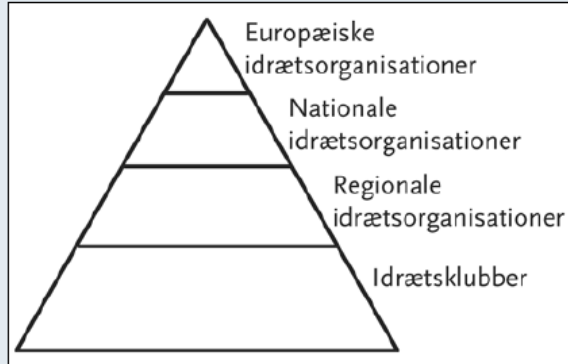 Europæiske
idrætsorganisationer
Nationale
idrætsorganisationer
Regionale
idrætsorganisationer
Idrætsklubber